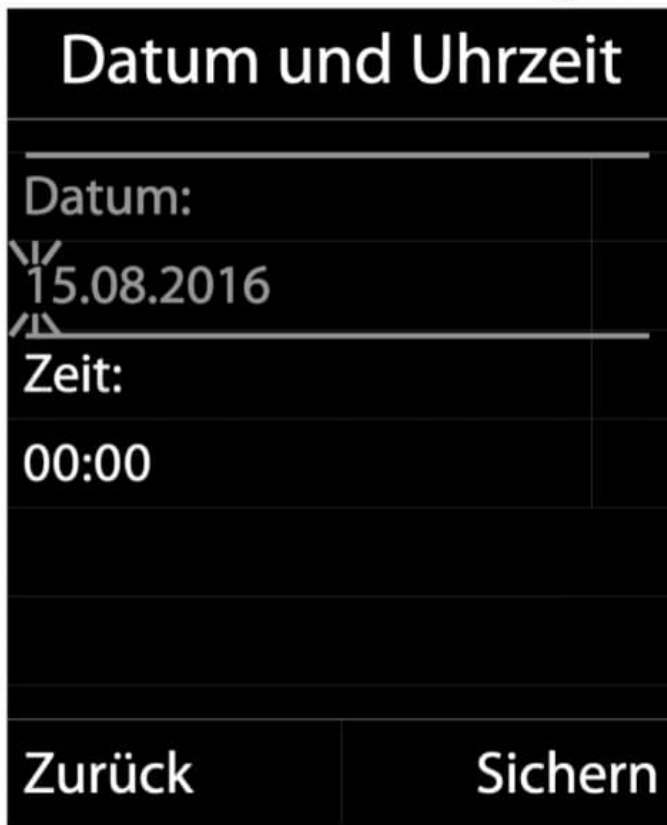 Datum und Uhrzeit
Datum:
15.08.2016
Zeit:
00:00
Zurück Sichern